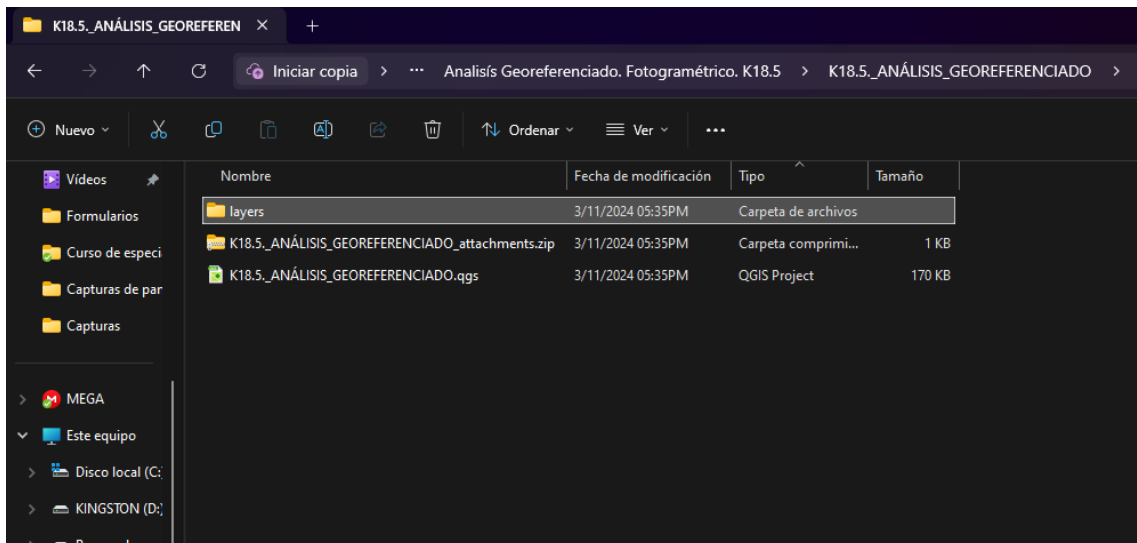 K18.5._ANÁLISIS_GEOREFEREN
Iniciar copia > ... Analisís Georeferenciado. Fotogramétrico. K18.5 > K18.5._ANÁLISIS_GEOREFERENCIADO >
Nuevo Ordenar Ver ...
Nombre Fecha de modificación Tipo Tamaño
Vídeos
Formularios
Curso de especi
Capturas de par
Capturas
MEGA
Este equipo
Disco local (C:)
KINGSTON (D:)
layers 3/11/2024 05:35PM Carpeta de archivos
K18.5._ANÁLISIS_GEOREFERENCIADO_attachments.zip 3/11/2024 05:35PM Carpeta comprimi... 1 KB
K18.5._ANÁLISIS_GEOREFERENCIADO.qgs 3/11/2024 05:35PM QGIS Project 170 KB